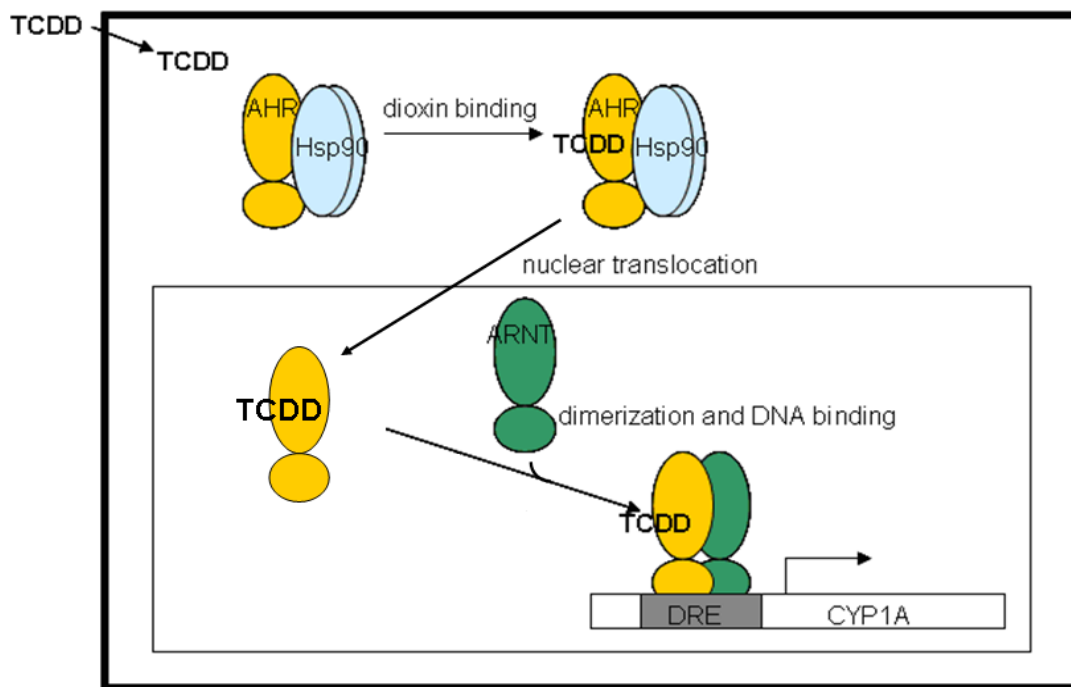 TCDD
TCDD
AHR
Hsp90
dioxin binding
AHR
TCDD
Hsp90
nuclear translocation
ARNT
TCDD
dimerization and DNA binding
TCDD
DRE
CYP1A